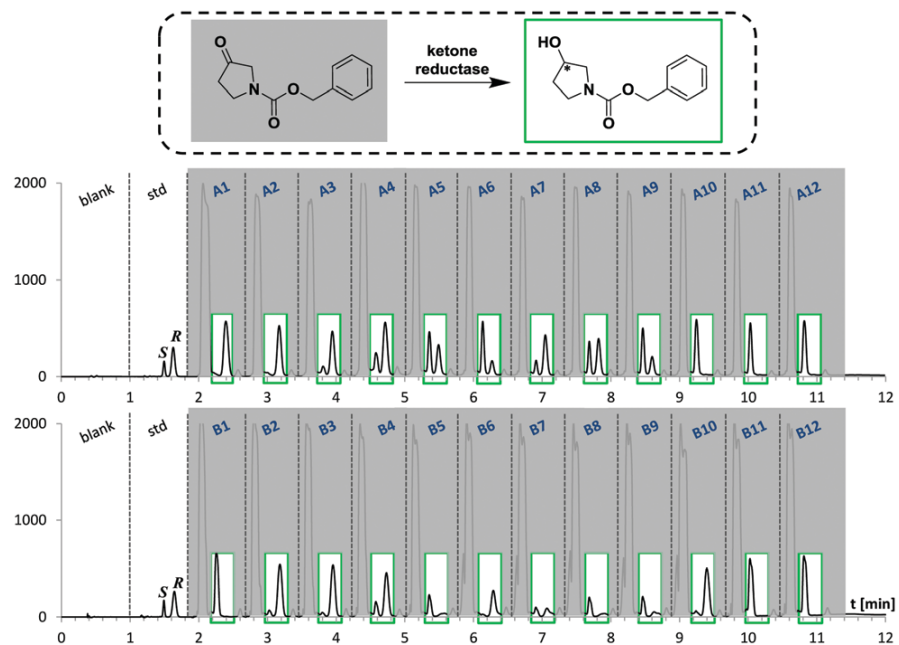 O
N
O
O
ketone
reductase
HO
*
N
O
O
2000
1000
0
blank
std
S
R
A1
A2
A3
A4
A5
A6
A7
A8
A9
A10
A11
A12
0 1 2 3 4 5 6 7 8 9 10 11 12
2000
1000
0
blank
std
S
R
B1
B2
B3
B4
B5
B6
B7
B8
B9
B10
B11
B12
t [min]
0 1 2 3 4 5 6 7 8 9 10 11 12